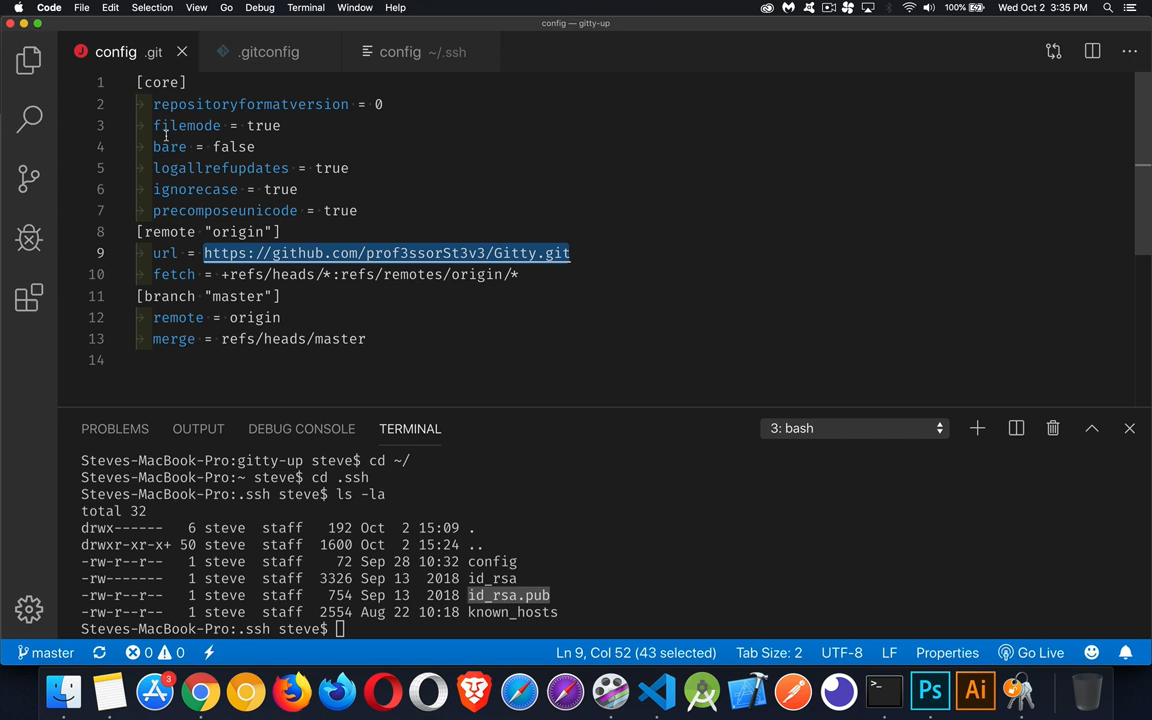 Code File Edit Selection View Go Debug Terminal Window Help 100% Wed Oct 2 3:35 PM
config — gitty-up
config .git .gitconfig config ~/.ssh
1 [core]
2 repositoryformatversion = 0
3 filemode = true
4 bare = false
5 logallrefupdates = true
6 ignorecase = true
7 precomposeunicode = true
8 [remote "origin"]
9 url = https://github.com/prof3ssorSt3v3/Gitty.git
10 fetch = +refs/heads/*:refs/remotes/origin/*
11 [branch "master"]
12 remote = origin
13 merge = refs/heads/master
14
PROBLEMS OUTPUT DEBUG CONSOLE TERMINAL 3: bash
Steves-MacBook-Pro:gitty-up steve$ cd ~/
Steves-MacBook-Pro:~ steve$ cd .ssh
Steves-MacBook-Pro:.ssh steve$ ls -la
total 32
drwx------ 6 steve staff 192 Oct 2 15:09 .
drwxr-xr-x+ 50 steve staff 1600 Oct 2 15:24 ..
-rw-r--r-- 1 steve staff 72 Sep 28 10:32 config
-rw------- 1 steve staff 3326 Sep 13 2018 id_rsa
-rw-r--r-- 1 steve staff 754 Sep 13 2018 id_rsa.pub
-rw-r--r-- 1 steve staff 2554 Aug 22 10:18 known_hosts
Steves-MacBook-Pro:.ssh steve$
master 0 0 Ln 9, Col 52 (43 selected) Tab Size: 2 UTF-8 LF Properties Go Live
3 >_ Ps Ai